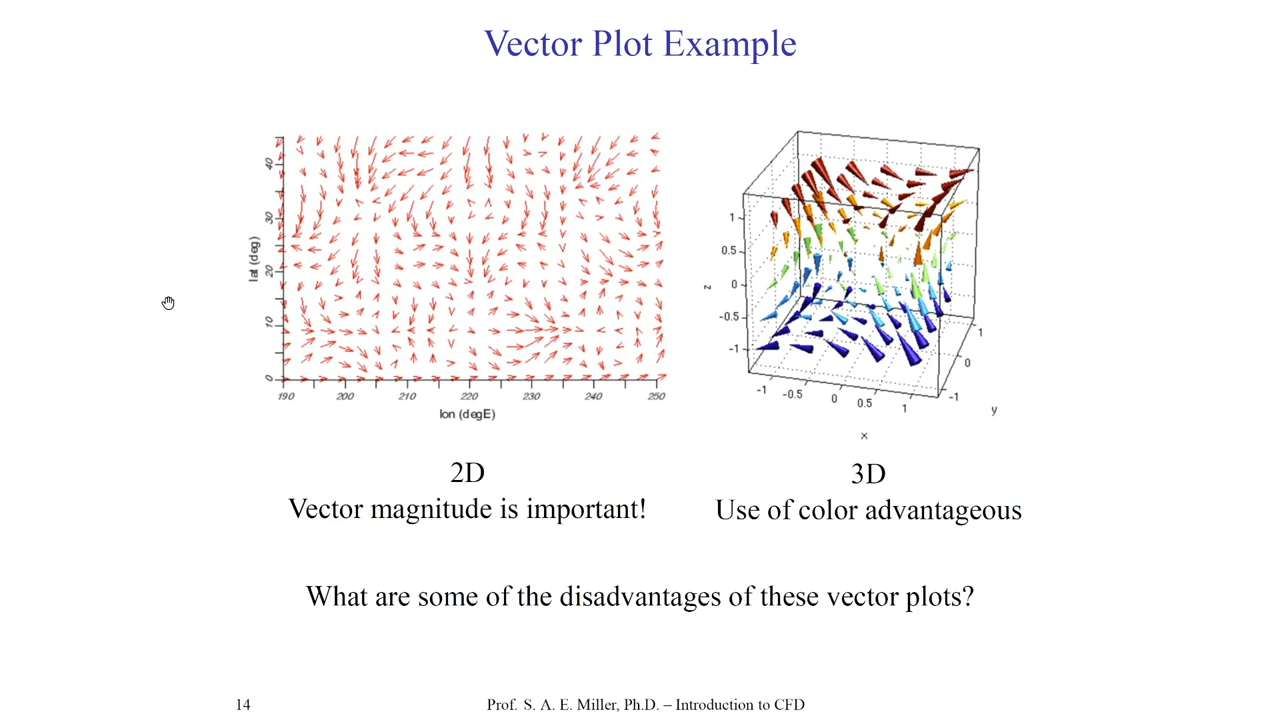 Vector Plot Example
40
30
20
10
0
lat (deg)
190 200 210 220 230 240 250
lon (degE)
1
0.5
0
-0.5
-1
z
-1 -0.5 0 0.5 1
x
-1 0 1
y
2D
Vector magnitude is important!
3D
Use of color advantageous
What are some of the disadvantages of these vector plots?
14
Prof. S. A. E. Miller, Ph.D. – Introduction to CFD